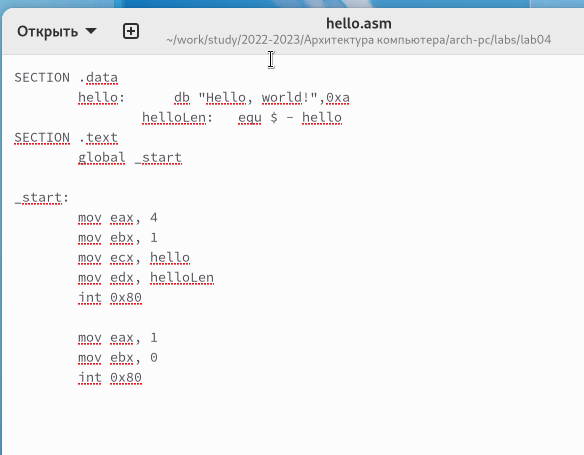 Открыть
hello.asm
~/work/study/2022-2023/Архитектура компьютера/arch-pc/labs/lab04
SECTION .data
hello: db "Hello, world!",0xa
helloLen: equ $ - hello
SECTION .text
global _start
_start:
mov eax, 4
mov ebx, 1
mov ecx, hello
mov edx, helloLen
int 0x80
mov eax, 1
mov ebx, 0
int 0x80